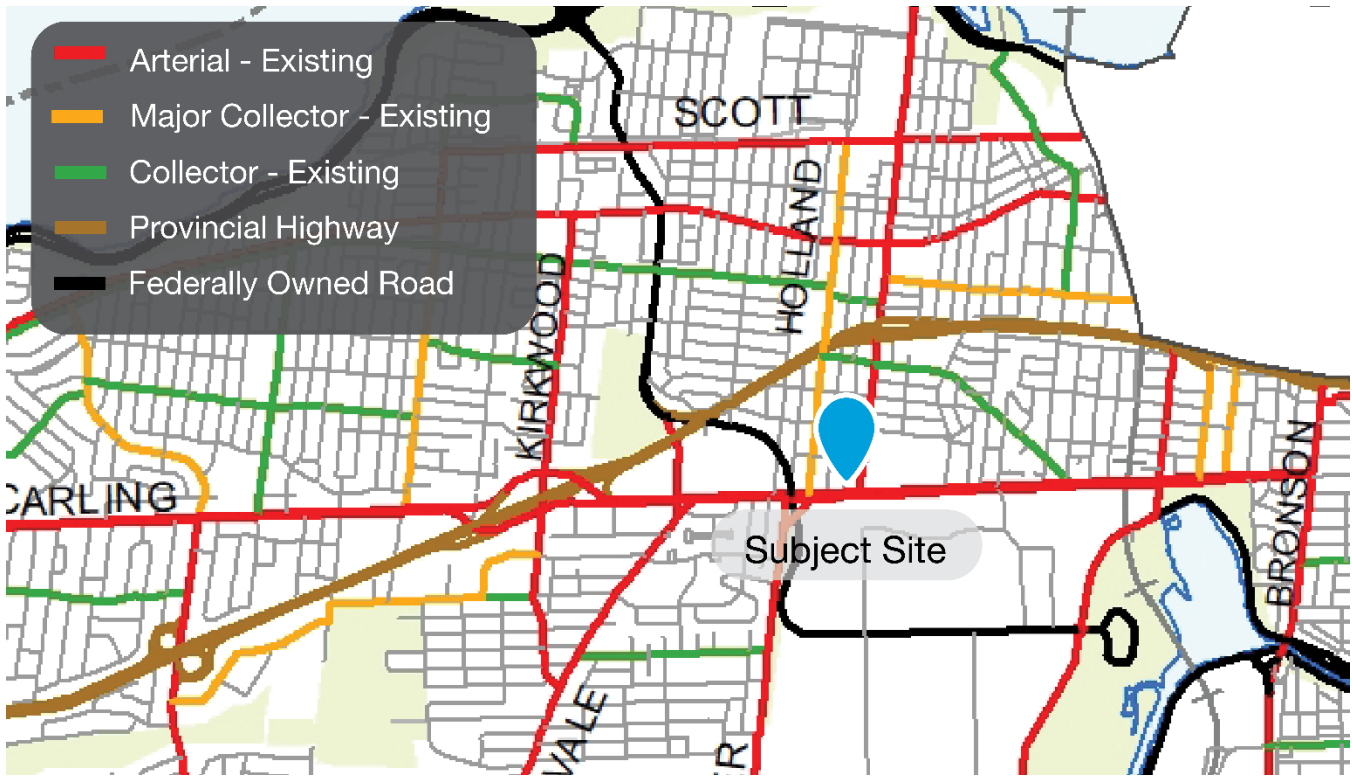 Arterial - Existing
Major Collector - Existing
Collector - Existing
Provincial Highway
Federally Owned Road
SCOTT
HOLLAND
KIRKWOOD
CARLING
BRONSON
Subject Site
VALE
ER